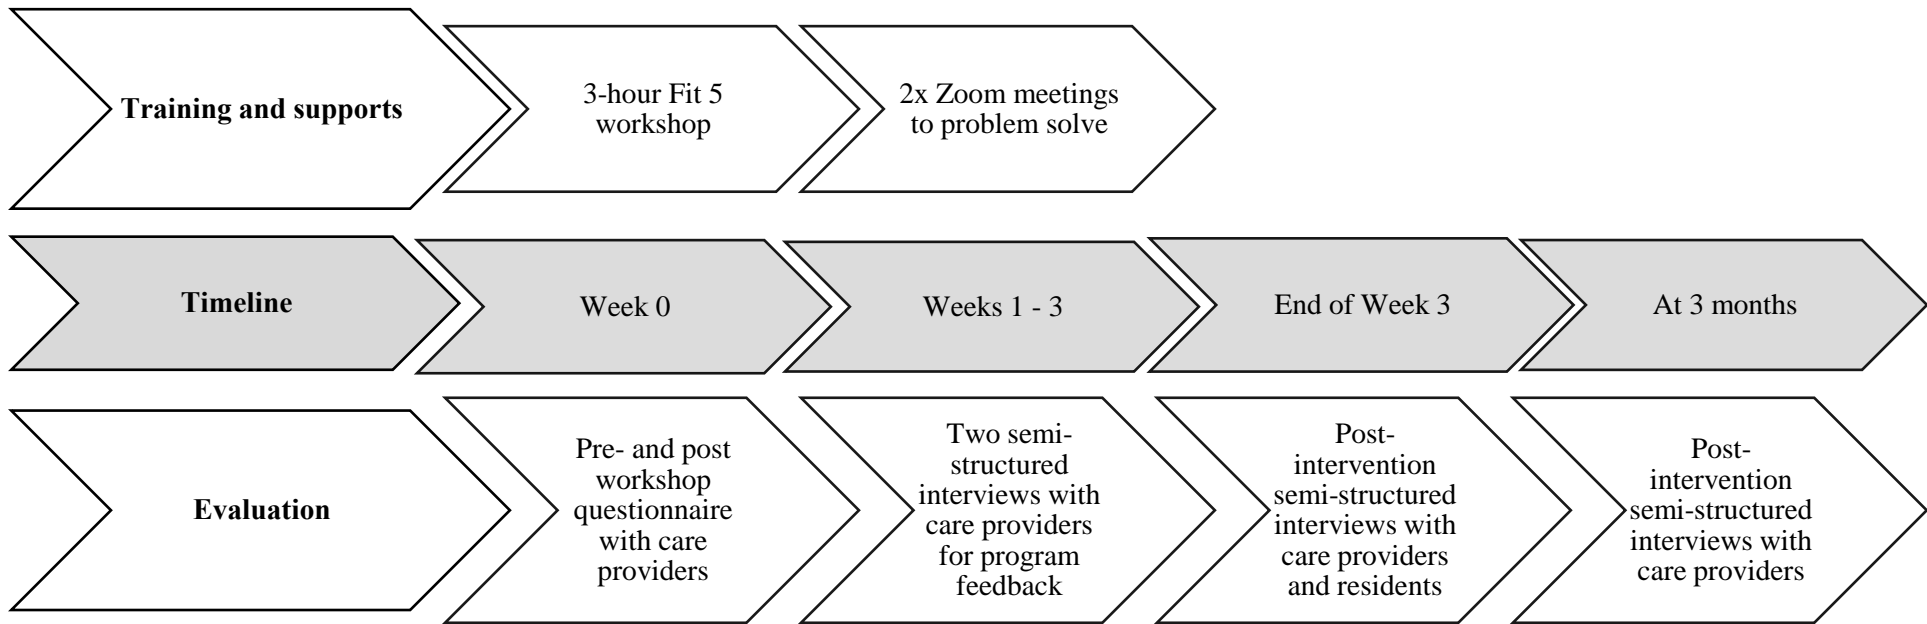 Training and supports
3-hour Fit 5
workshop
2x Zoom meetings
to problem solve
Timeline
Week 0
Weeks 1 - 3
End of Week 3
At 3 months
Evaluation
Pre- and post
workshop
questionnaire
with care
providers
Two semi-
structured
interviews with
care providers
for program
feedback
Post-
intervention
semi-structured
interviews with
care providers
and residents
Post-
intervention
semi-structured
interviews with
care providers